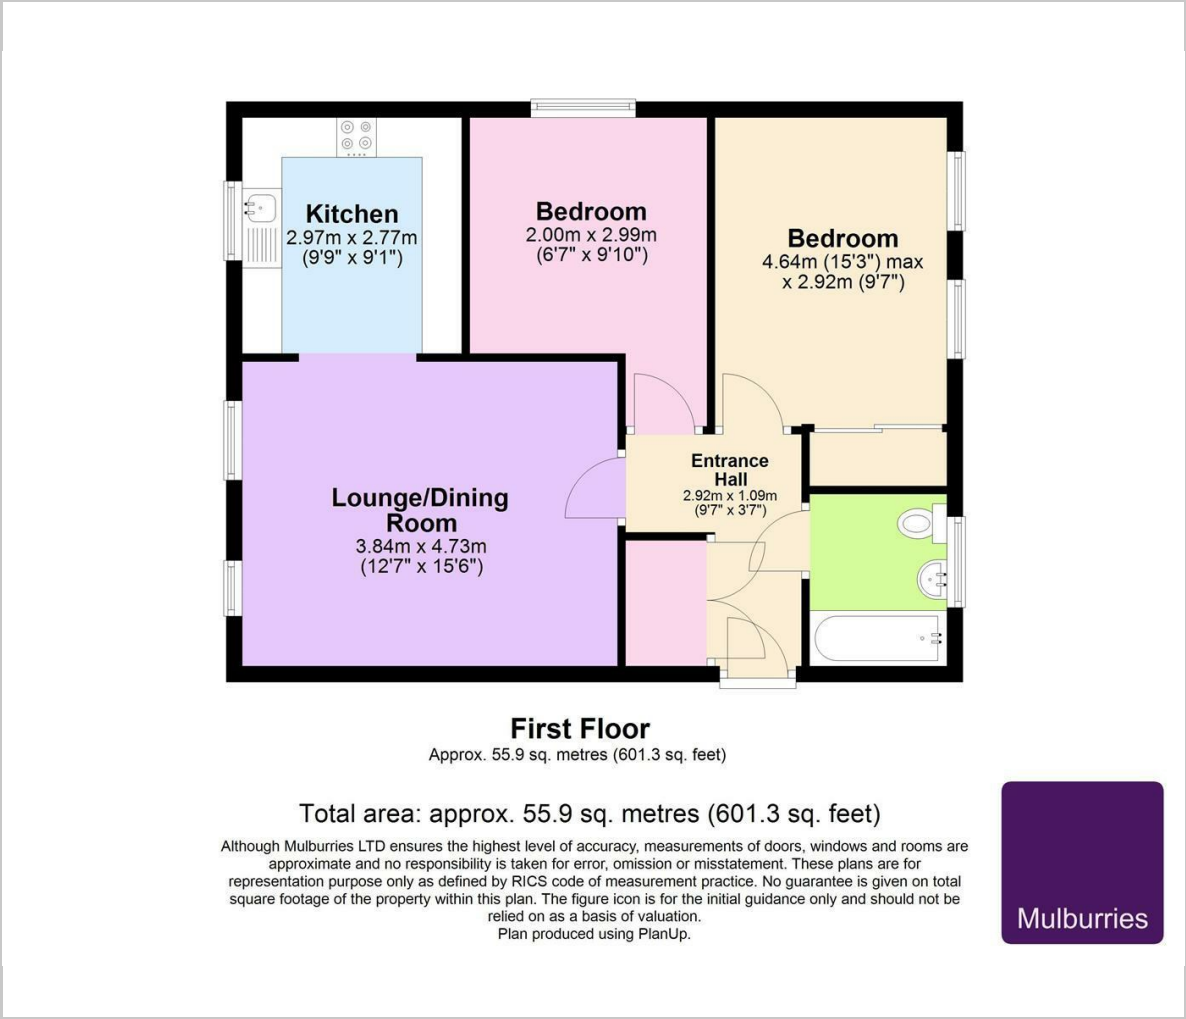 Kitchen
2.97m x 2.77m
(9'9" x 9'1")
Bedroom
2.00m x 2.99m
(6'7" x 9'10")
Bedroom
4.64m (15'3") max
x 2.92m (9'7")
Entrance
Hall
2.92m x 1.09m
(9'7" x 3'7")
Lounge/Dining
Room
3.84m x 4.73m
(12'7" x 15'6")
First Floor
Approx. 55.9 sq. metres (601.3 sq. feet)
Total area: approx. 55.9 sq. metres (601.3 sq. feet)
Although Mulburries LTD ensures the highest level of accuracy, measurements of doors, windows and rooms are
approximate and no responsibility is taken for error, omission or misstatement. These plans are for
representation purpose only as defined by RICS code of measurement practice. No guarantee is given on total
square footage of the property within this plan. The figure icon is for the initial guidance only and should not be
relied on as a basis of valuation.
Plan produced using PlanUp.
Mulburries